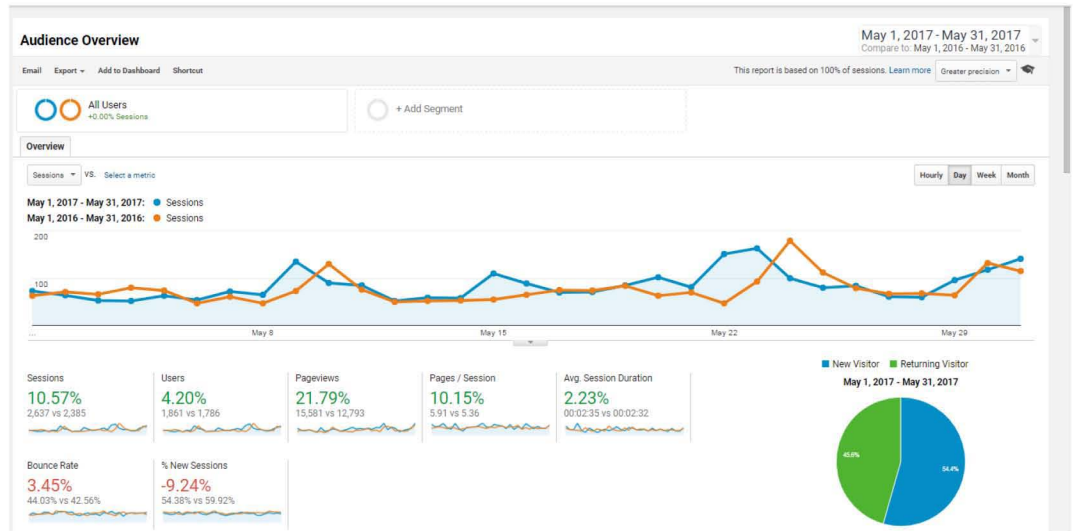 Audience Overview
May 1, 2017 - May 31, 2017
Compare to: May 1, 2016 - May 31, 2016
Email Export Add to Dashboard Shortcut
This report is based on 100% of sessions. Learn more Greater precision
All Users
+0.00% Sessions
+ Add Segment
Overview
Sessions VS. Select a metric
Hourly Day Week Month
May 1, 2017 - May 31, 2017: Sessions
May 1, 2016 - May 31, 2016: Sessions
200
100
... May 8 May 15 May 22 May 29
New Visitor Returning Visitor
May 1, 2017 - May 31, 2017
45.6%
54.4%
Sessions
10.57%
2,637 vs 2,385
Users
4.20%
1,861 vs 1,786
Pageviews
21.79%
15,581 vs 12,793
Pages / Session
10.15%
5.91 vs 5.36
Avg. Session Duration
2.23%
00:02:35 vs 00:02:32
Bounce Rate
3.45%
44.03% vs 42.56%
% New Sessions
-9.24%
54.38% vs 59.92%